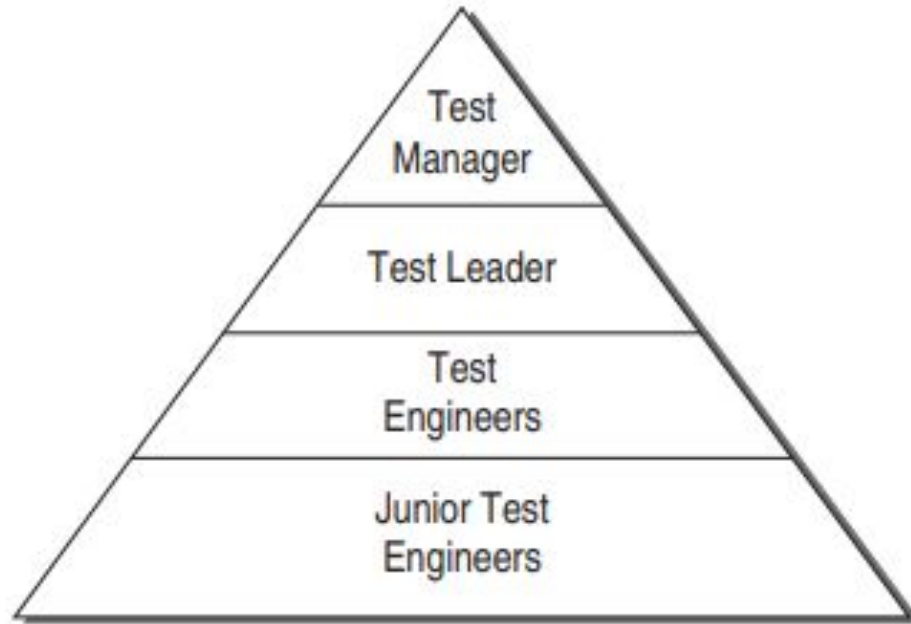 Test
Manager
Test Leader
Test
Engineers
Junior Test
Engineers